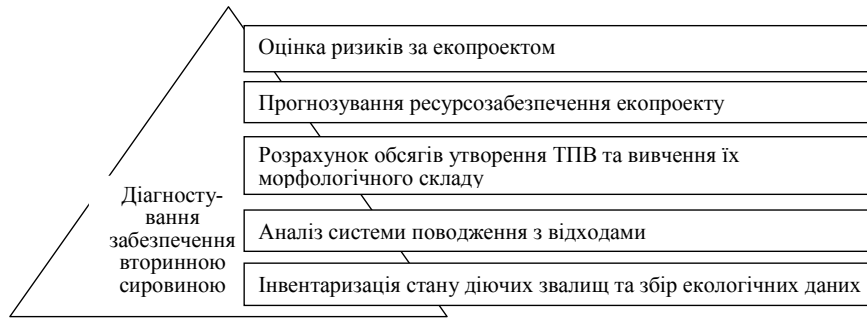 Оцінка ризиків за екопроектом
Прогнозування ресурсозабезпечення екопроекту
Розрахунок обсягів утворення ТПВ та вивчення їх
морфологічного складу
Аналіз системи поводження з відходами
Інвентаризація стану діючих звалищ та збір екологічних даних
Діагносту-
вання
забезпечення
вторинною
сировиною